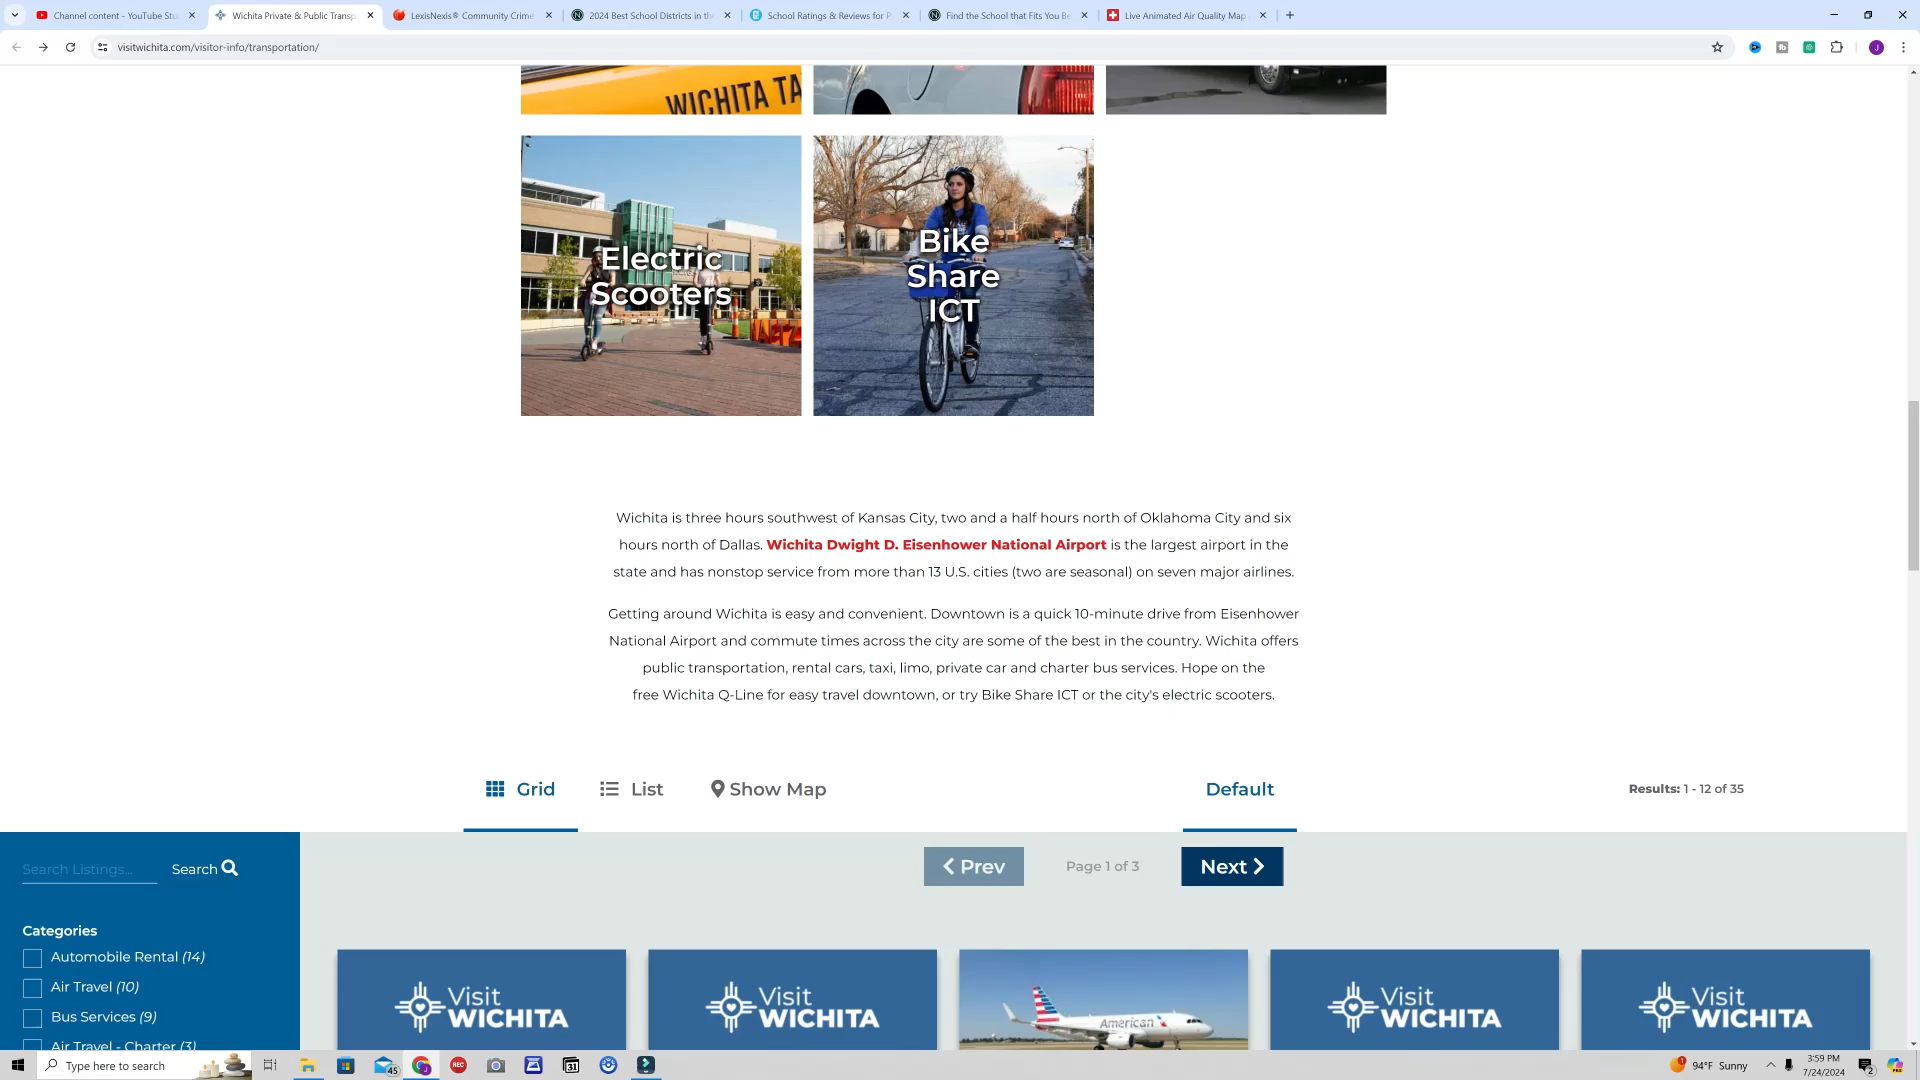 Channel content - YouTube Stu
Wichita Private & Public Transp
LexisNexis® Community Crime
2024 Best School Districts in the
School Ratings & Reviews for P
Find the School that Fits You Be
Live Animated Air Quality Map
visitwichita.com/visitor-info/transportation/
J
WICHITA TA
Electric
Scooters
Bike
Share
ICT
Wichita is three hours southwest of Kansas City, two and a half hours north of Oklahoma City and six
hours north of Dallas. Wichita Dwight D. Eisenhower National Airport is the largest airport in the
state and has nonstop service from more than 13 U.S. cities (two are seasonal) on seven major airlines.
Getting around Wichita is easy and convenient. Downtown is a quick 10-minute drive from Eisenhower
National Airport and commute times across the city are some of the best in the country. Wichita offers
public transportation, rental cars, taxi, limo, private car and charter bus services. Hope on the
free Wichita Q-Line for easy travel downtown, or try Bike Share ICT or the city's electric scooters.
Grid
List
Show Map
Default
Results: 1 - 12 of 35
Search Listings...
Search
Prev
Page 1 of 3
Next
Categories
Automobile Rental (14)
Air Travel (10)
Bus Services (9)
Air Travel - Charter (3)
Visit
WICHITA
Visit
WICHITA
American
Visit
WICHITA
Visit
WICHITA
Type here to search
45
REC
31
94°F Sunny
3:59 PM
7/24/2024
2